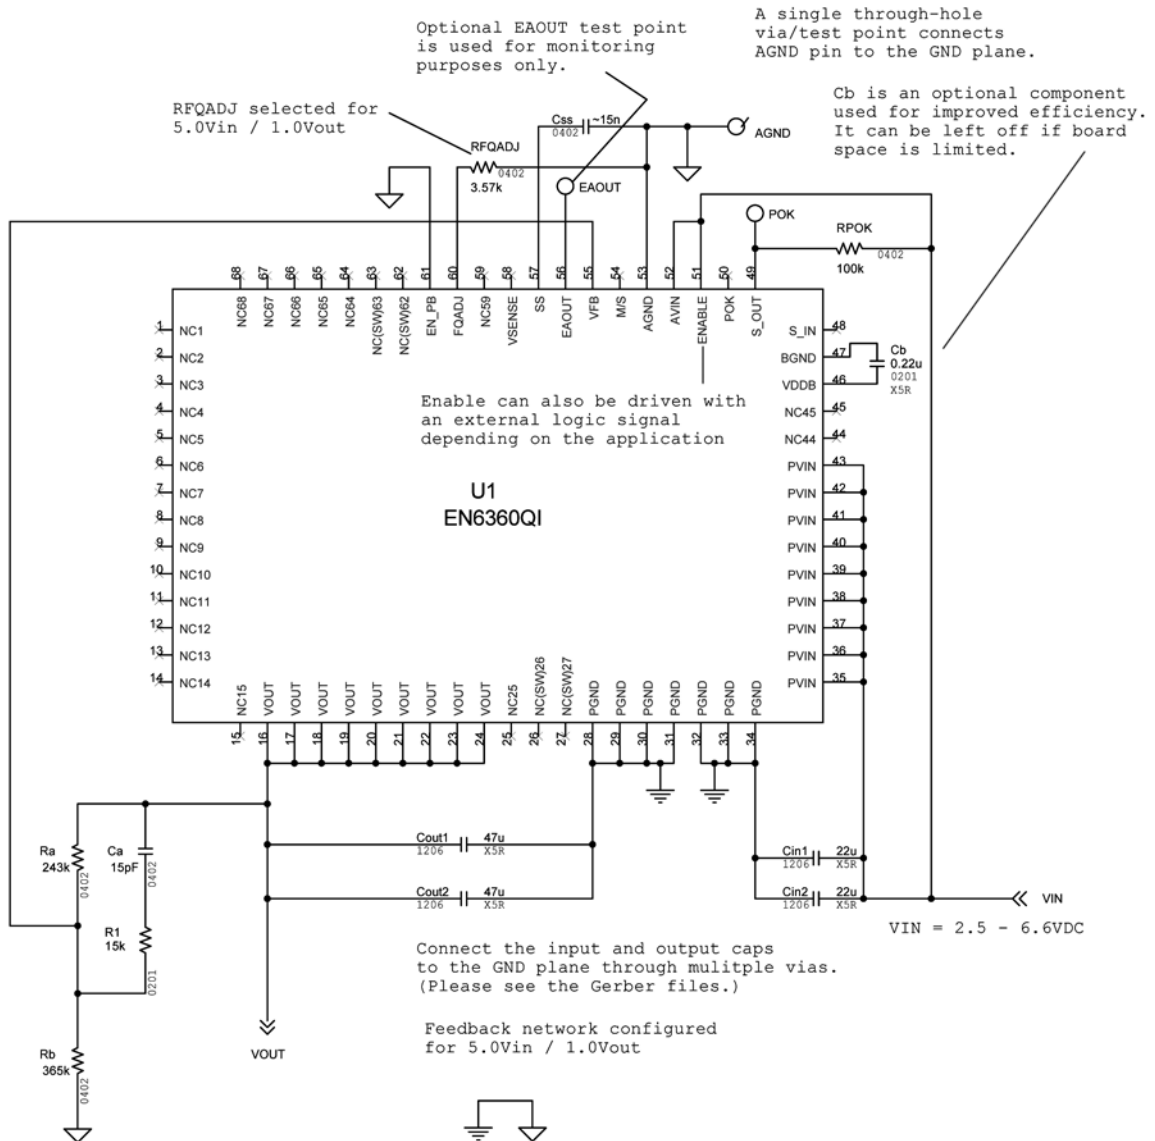 Optional EAOUT test point
is used for monitoring
purposes only.
A single through-hole
via/test point connects
AGND pin to the GND plane.
Cb is an optional component
used for improved efficiency.
It can be left off if board
space is limited.
RFQADJ selected for
5.0Vin / 1.0Vout
Css ~15n
0402
AGND
RFQADJ
0402
3.57k
EAOUT
POK
RPOK
0402
100k
68 67 66 65 64 63 62 61 60 59 58 57 56 55 54 53 52 51 50 49
NC68 NC67 NC66 NC65 NC64 NC(SW)63 NC(SW)62 EN_PB FQADJ NC59 VSENSE SS EAOUT VFB M/S AGND AVIN ENABLE POK S_OUT
1 NC1
2 NC2
3 NC3
4 NC4
5 NC5
6 NC6
7 NC7
8 NC8
9 NC9
10 NC10
11 NC11
12 NC12
13 NC13
14 NC14
S_IN 48
BGND 47
VDDB 46
NC45 45
NC44 44
PVIN 43
PVIN 42
PVIN 41
PVIN 40
PVIN 39
PVIN 38
PVIN 37
PVIN 36
PVIN 35
Cb
0.22u
0201
X5R
Enable can also be driven with
an external logic signal
depending on the application
U1
EN6360QI
NC15 VOUT VOUT VOUT VOUT VOUT VOUT VOUT VOUT VOUT NC25 NC(SW)26 NC(SW)27 PGND PGND PGND PGND PGND PGND PGND
15 16 17 18 19 20 21 22 23 24 25 26 27 28 29 30 31 32 33 34
Ra
243k
0402
Ca
15pF
0402
R1
15k
0201
Rb
365k
0402
Cout1 47u
1206 X5R
Cout2 47u
1206 X5R
Cin1 22u
1206 X5R
Cin2 22u
1206 X5R
VIN
VIN = 2.5 - 6.6VDC
Connect the input and output caps
to the GND plane through mulitple vias.
(Please see the Gerber files.)
Feedback network configured
for 5.0Vin / 1.0Vout
VOUT